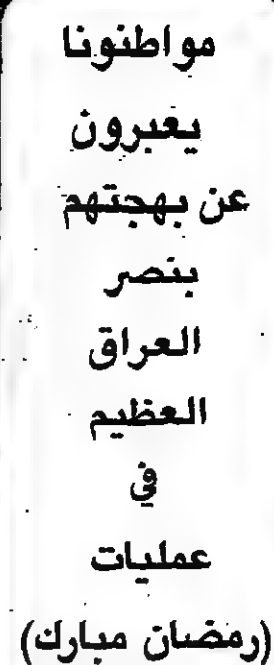 مواطنونا
يعبرون
عن بهجتهم
بنصر
العراق
العظيم
في
عمليات
(رمضان مبارك)